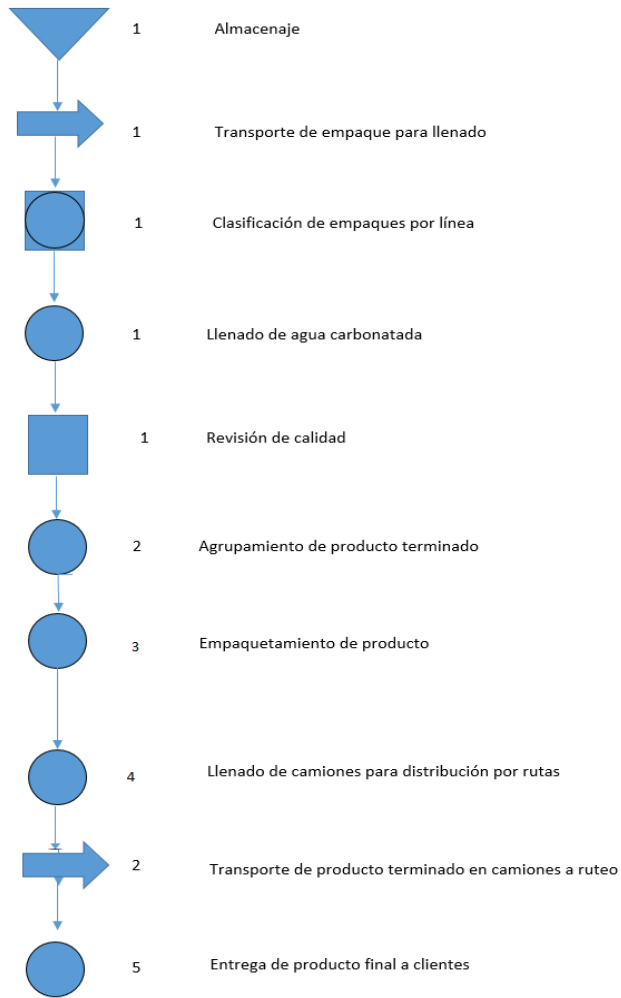 1 Almacenaje
1 Transporte de empaque para llenado
1 Clasificación de empaques por línea
1 Llenado de agua carbonatada
1 Revisión de calidad
2 Agrupamiento de producto terminado
3 Empaquetamiento de producto
4 Llenado de camiones para distribución por rutas
2 Transporte de producto terminado en camiones a ruteo
5 Entrega de producto final a clientes